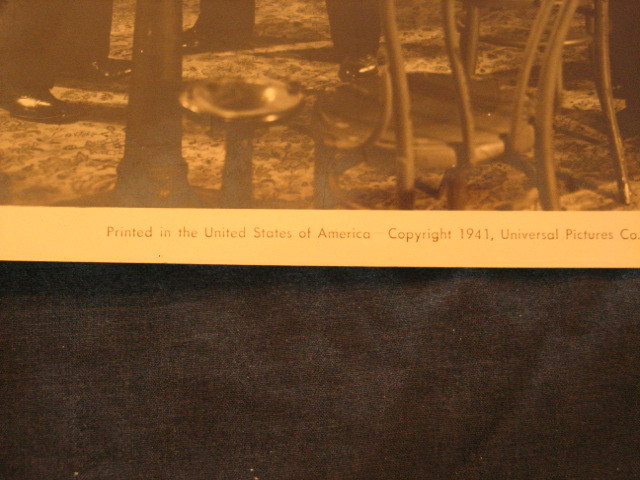 Printed in the United States of America — Copyright 1941, Universal Pictures Co.